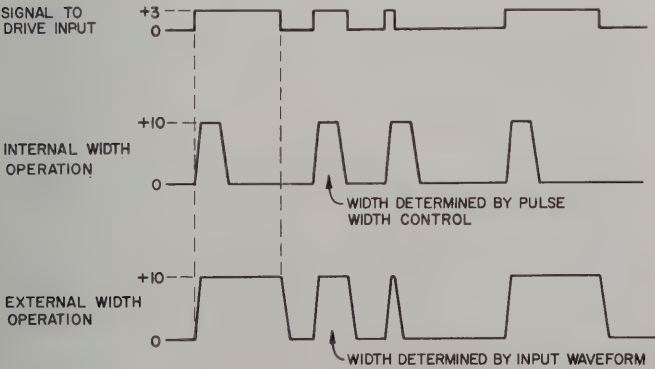 SIGNAL TO
DRIVE INPUT
+3
0
INTERNAL WIDTH
OPERATION
+10
0
WIDTH DETERMINED BY PULSE
WIDTH CONTROL
EXTERNAL WIDTH
OPERATION
+10
0
WIDTH DETERMINED BY INPUT WAVEFORM